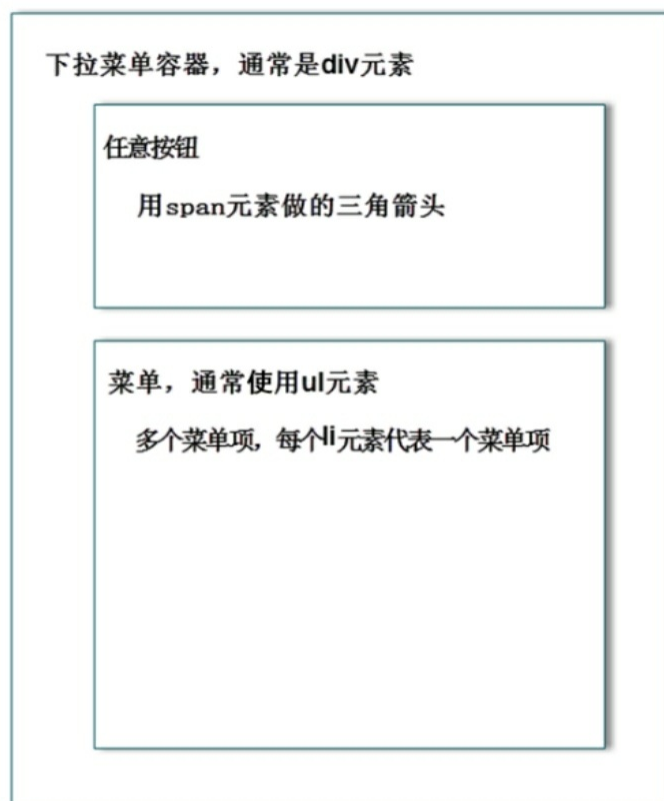 下拉菜单容器，通常是div元素
任意按钮
用span元素做的三角箭头
菜单，通常使用ul元素
多个菜单项，每个li元素代表一个菜单项